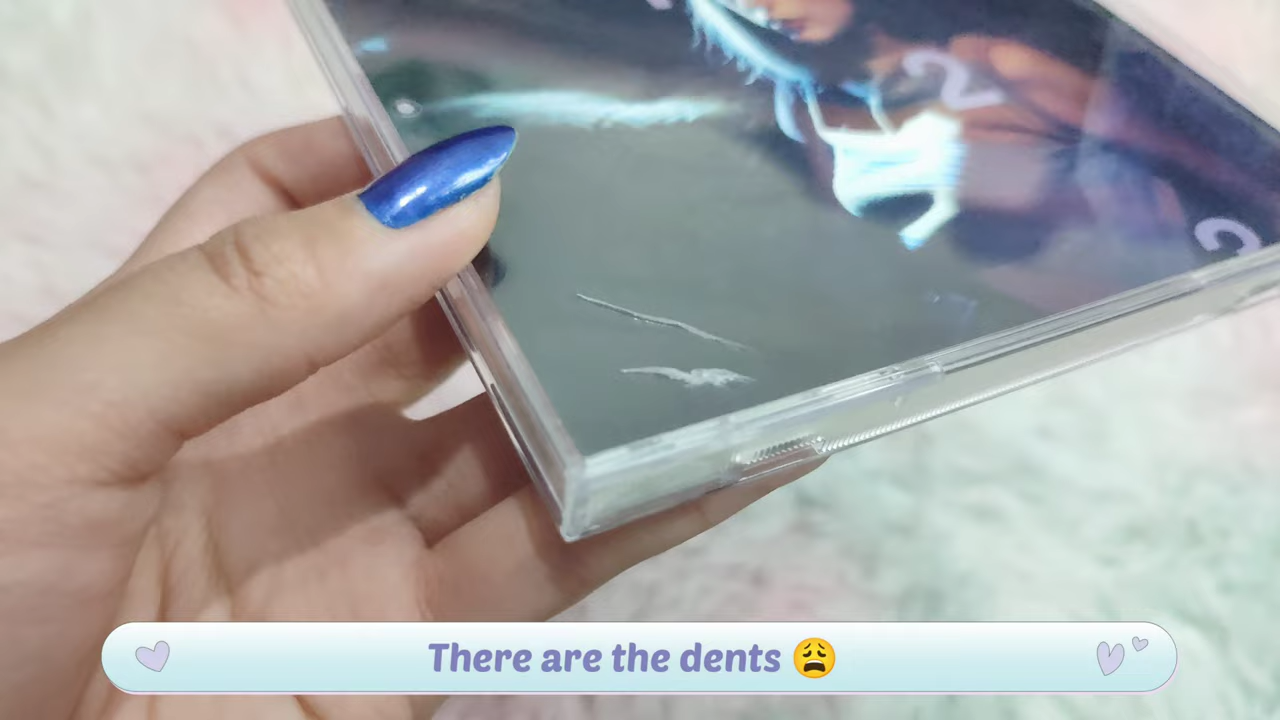 There are the dents 😩